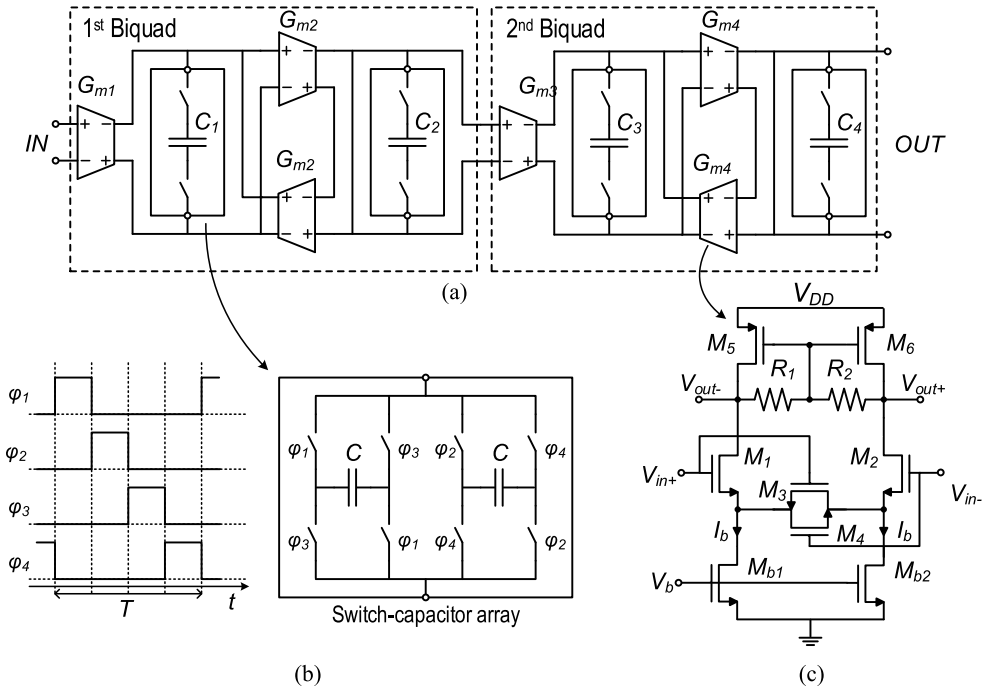 1st Biquad
2nd Biquad
Gm1
Gm2
Gm2
Gm3
Gm4
Gm4
C1
C2
C3
C4
IN
OUT
+ − + −
(a)
φ1
φ2
φ3
φ4
T
t
φ1 C φ3 φ2 C φ4
φ3 φ1 φ4 φ2
Switch-capacitor array
(b)
VDD
M5
M6
R1
R2
Vout-
Vout+
M1
M2
Vin+
Vin-
M3
M4
Ib
Ib
Vb
Mb1
Mb2
(c)